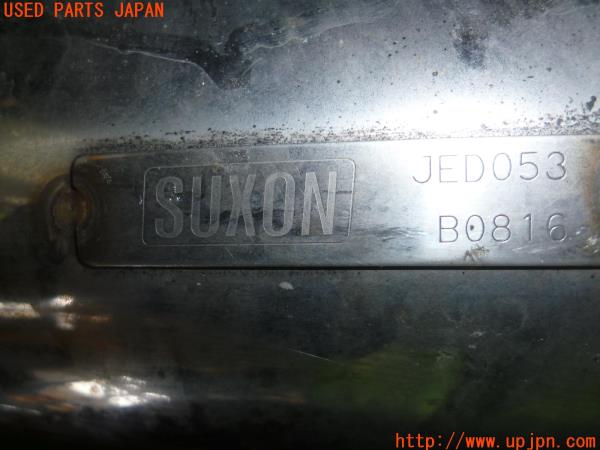 USED PARTS JAPAN
SUXON
JED053
B0816
http://www.upjpn.com/